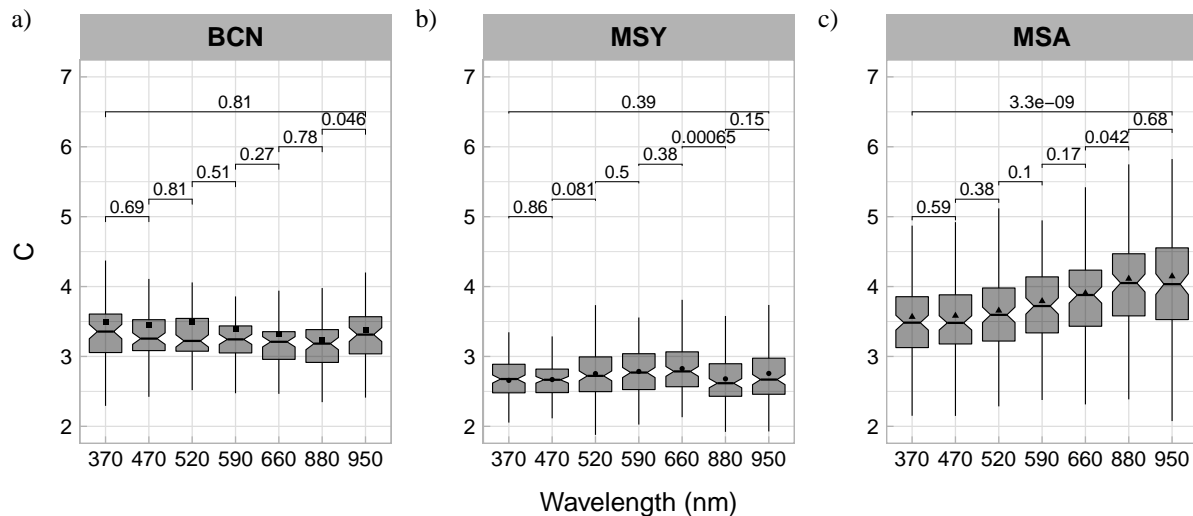 a) b) c)
BCN MSY MSA
7 7 7
0.81 0.39 3.3e−09
0.046 0.15 0.68
6 0.78 6 0.00065 6 0.042
0.27 0.38 0.17
0.51 0.5 0.1
0.81 0.081 0.38
5 0.69 5 0.86 5 0.59
C
4 4 4
3 3 3
2 2 2
370 470 520 590 660 880 950 370 470 520 590 660 880 950 370 470 520 590 660 880 950
Wavelength (nm)